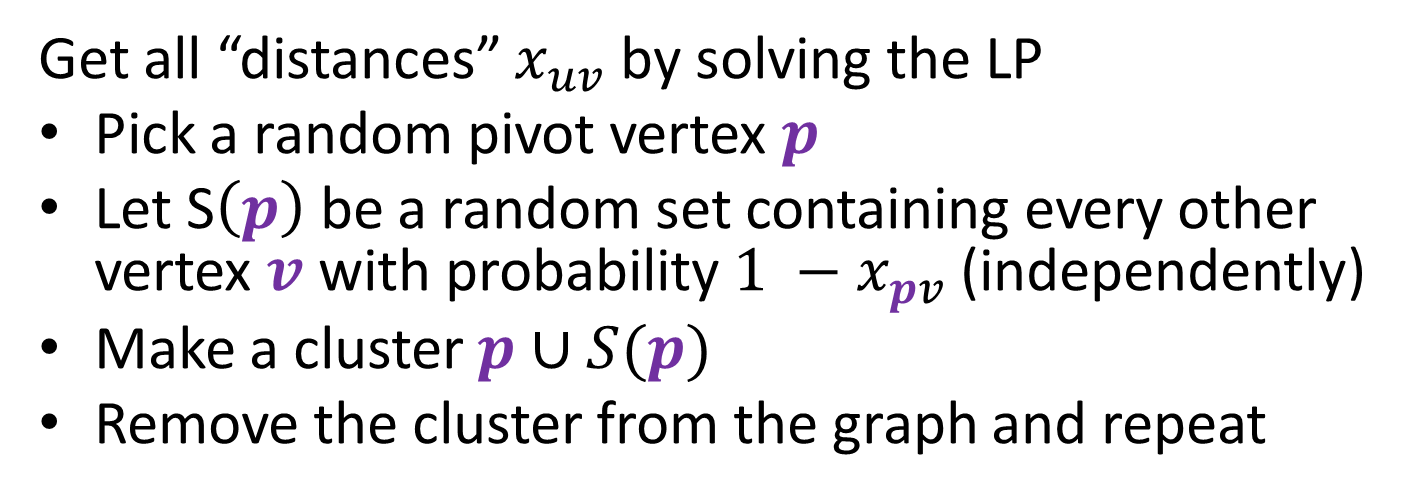 Get all “distances” $x_{uv}$ by solving the LP
• Pick a random pivot vertex $p$
• Let S($p$) be a random set containing every other
vertex $v$ with probability $1 - x_{pv}$ (independently)
• Make a cluster $p \cup S(p)$
• Remove the cluster from the graph and repeat